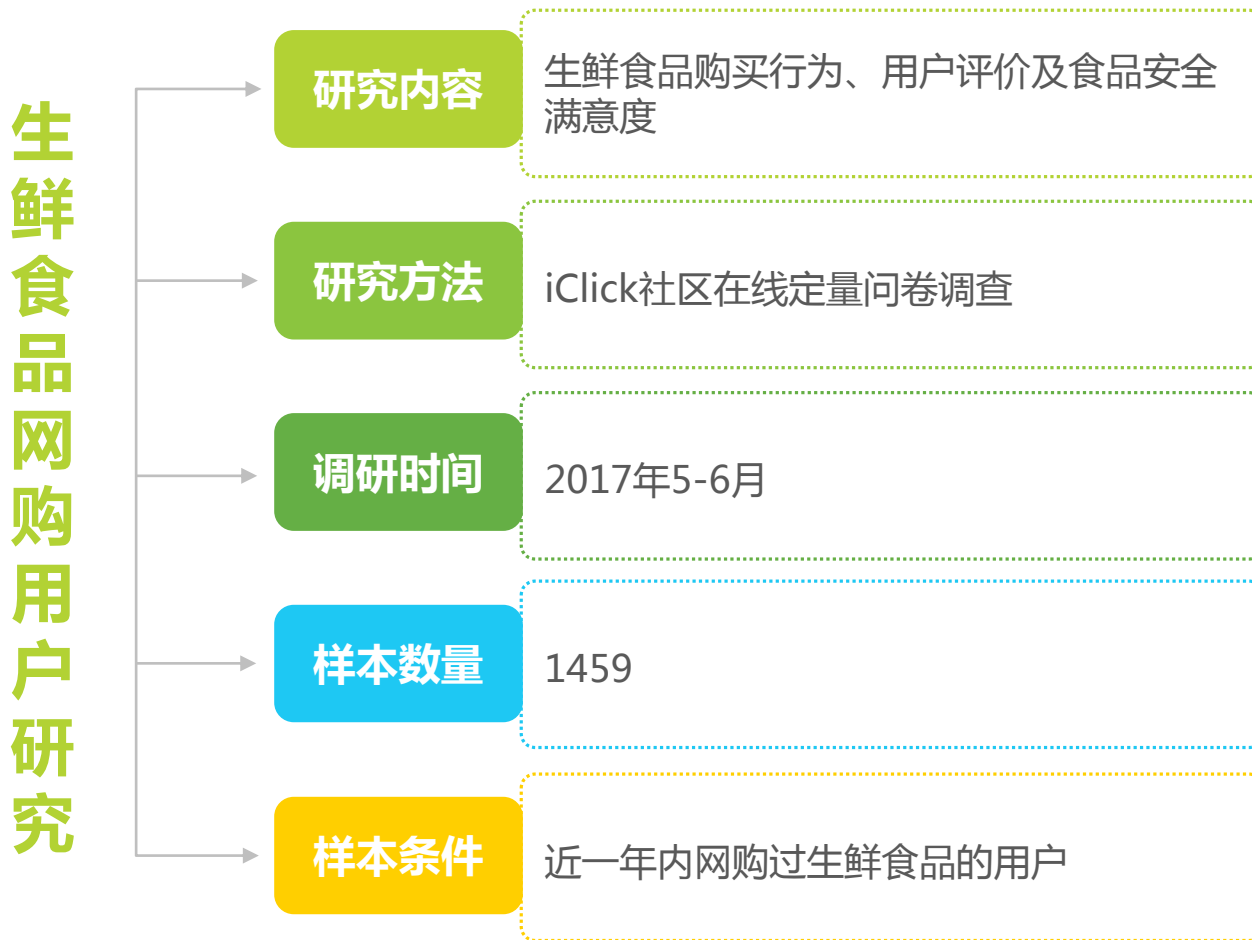 生鲜食品网购用户研究
研究内容
生鲜食品购买行为、用户评价及食品安全
满意度
研究方法
iClick社区在线定量问卷调查
调研时间
2017年5-6月
样本数量
1459
样本条件
近一年内网购过生鲜食品的用户